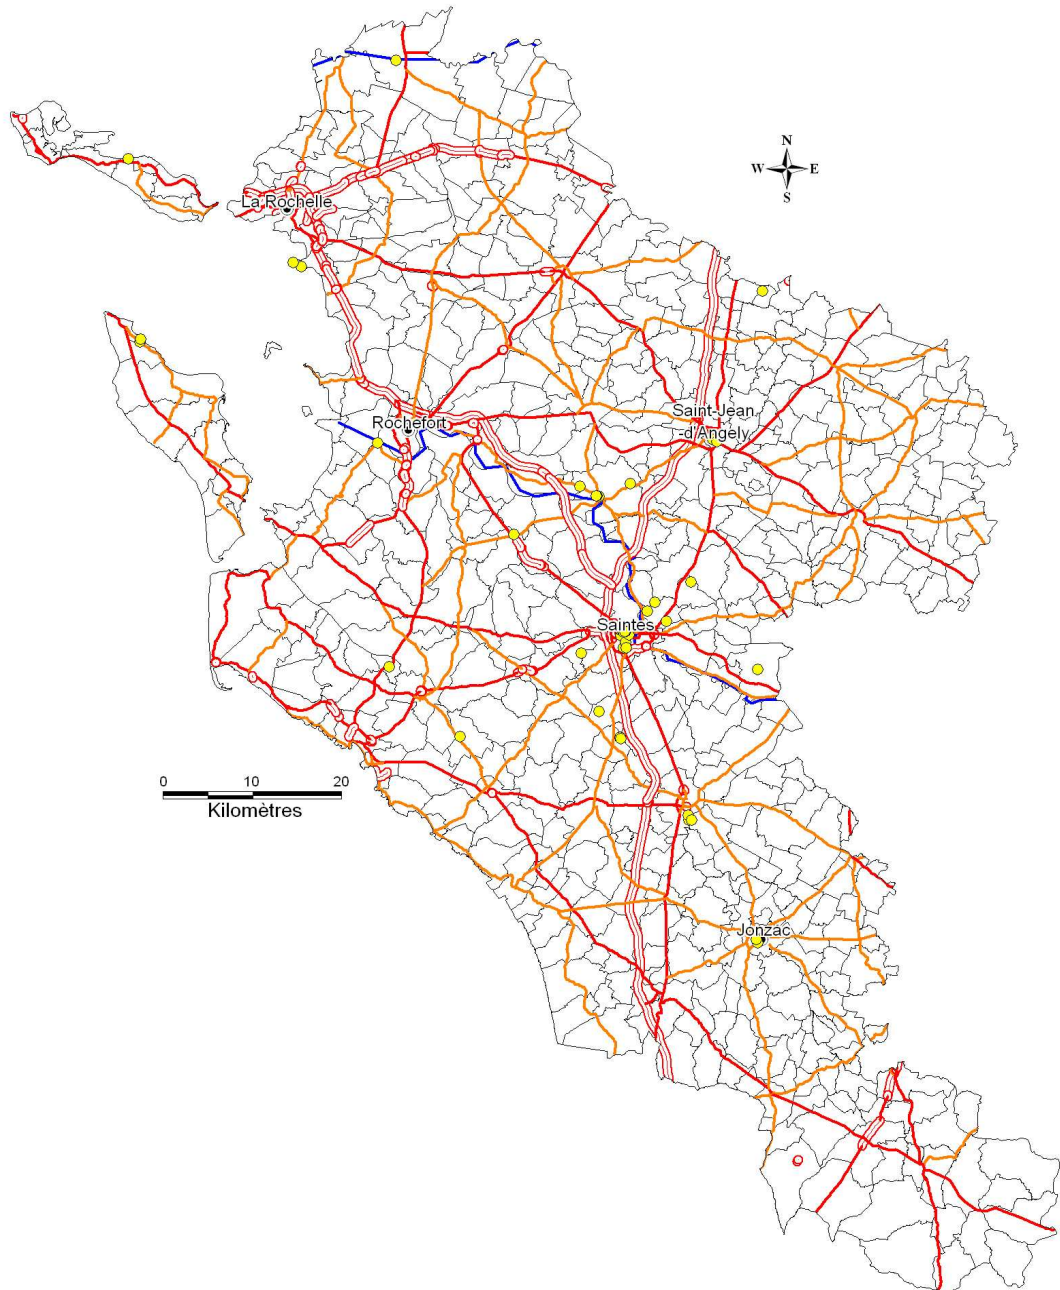 N
W E
S
La Rochelle
Rochefort
Saint-Jean
d'Angely
Saintes
0 10 20
Kilomètres
Jonzac